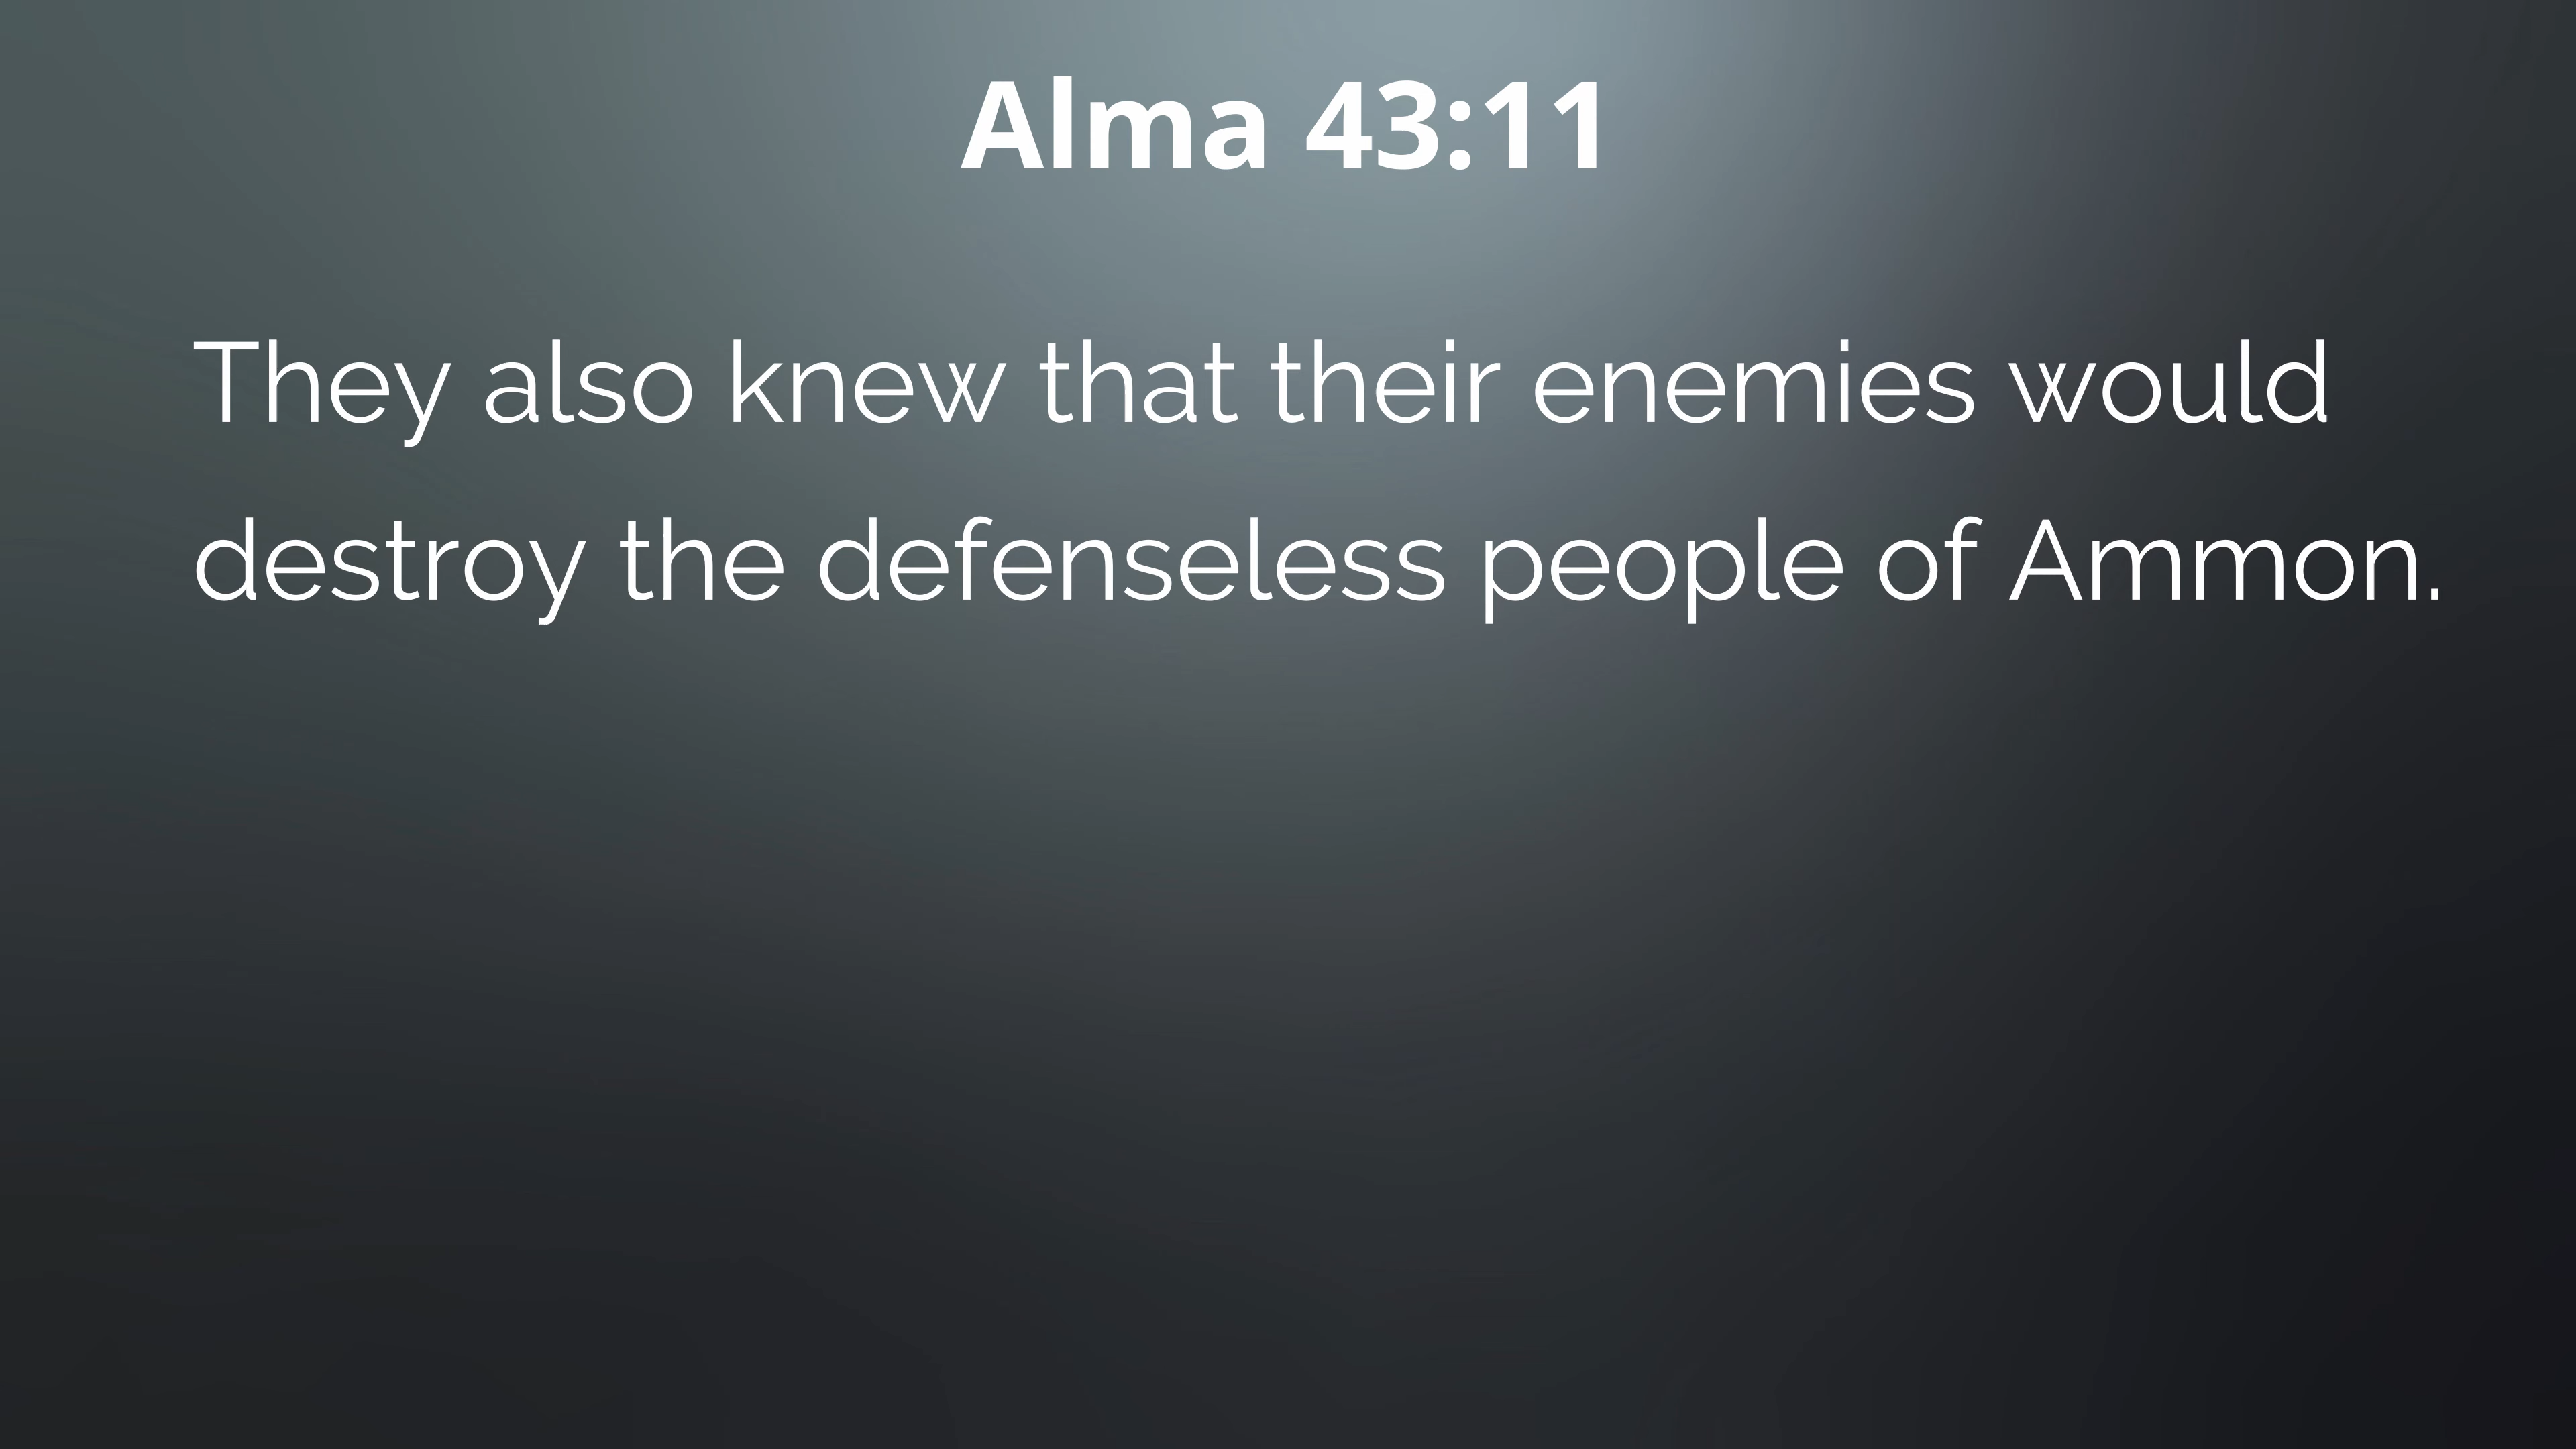 Alma 43:11
They also knew that their enemies would
destroy the defenseless people of Ammon.